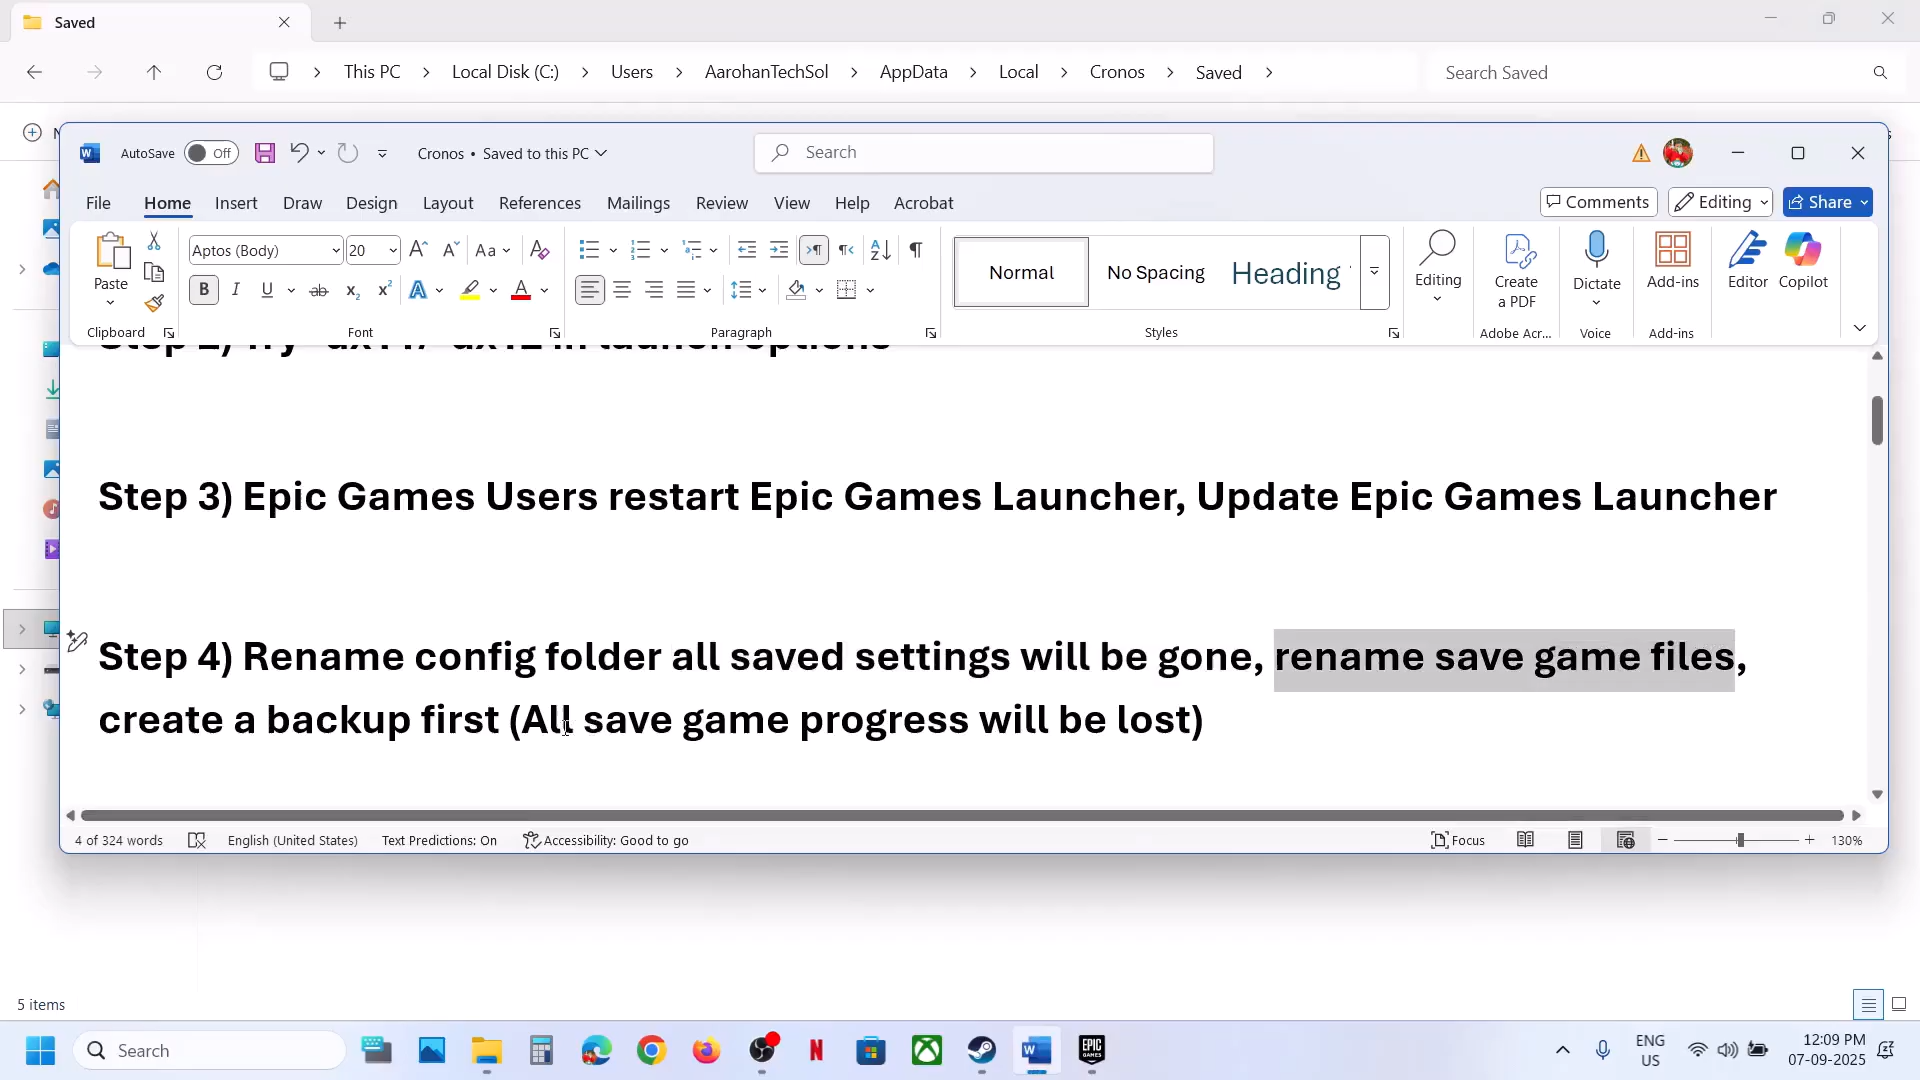 Saved
This PC > Local Disk (C:) > Users > AarohanTechSol > AppData > Local > Cronos > Saved >
Search Saved
AutoSave Off
Cronos • Saved to this PC
Search
File Home Insert Draw Design Layout References Mailings Review View Help Acrobat
Comments Editing Share
Paste
Clipboard
Aptos (Body) 20
Font
Paragraph
Normal No Spacing Heading
Styles
Editing
Create a PDF
Adobe Acr...
Dictate
Voice
Add-ins
Add-ins
Editor
Copilot
Step 2) Try -dx11/-dx12 in launch options
Step 3) Epic Games Users restart Epic Games Launcher, Update Epic Games Launcher
Step 4) Rename config folder all saved settings will be gone, rename save game files,
create a backup first (All save game progress will be lost)
4 of 324 words English (United States) Text Predictions: On Accessibility: Good to go Focus 130%
5 items
Search
EPIC GAMES
ENG US
12:09 PM
07-09-2025